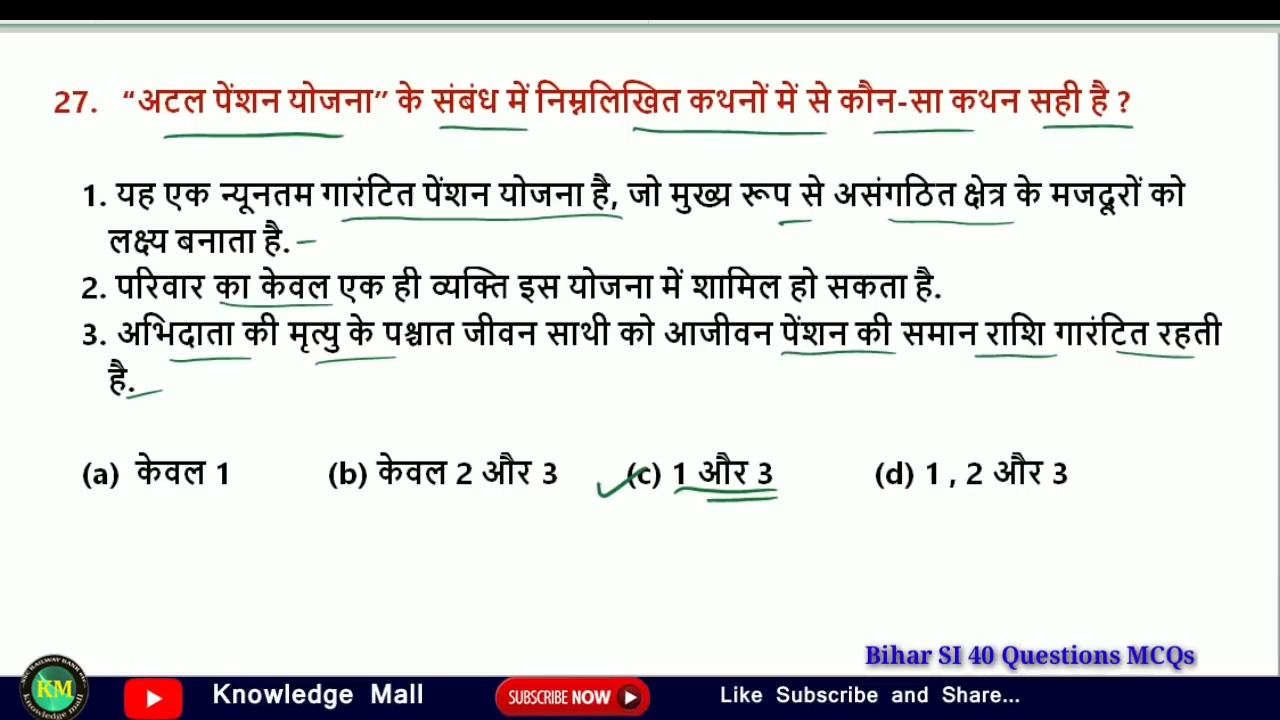 27. “अटल पेंशन योजना” के संबंध में निम्नलिखित कथनों में से कौन-सा कथन सही है ?
1. यह एक न्यूनतम गारंटित पेंशन योजना है, जो मुख्य रूप से असंगठित क्षेत्र के मजदूरों को
लक्ष्य बनाता है.
2. परिवार का केवल एक ही व्यक्ति इस योजना में शामिल हो सकता है.
3. अभिदाता की मृत्यु के पश्चात जीवन साथी को आजीवन पेंशन की समान राशि गारंटित रहती
है.
(a) केवल 1 (b) केवल 2 और 3 (c) 1 और 3 (d) 1 , 2 और 3
Bihar SI 40 Questions MCQs
KM
Knowledge Mall
Knowledge Mall SUBSCRIBE NOW Like Subscribe and Share...